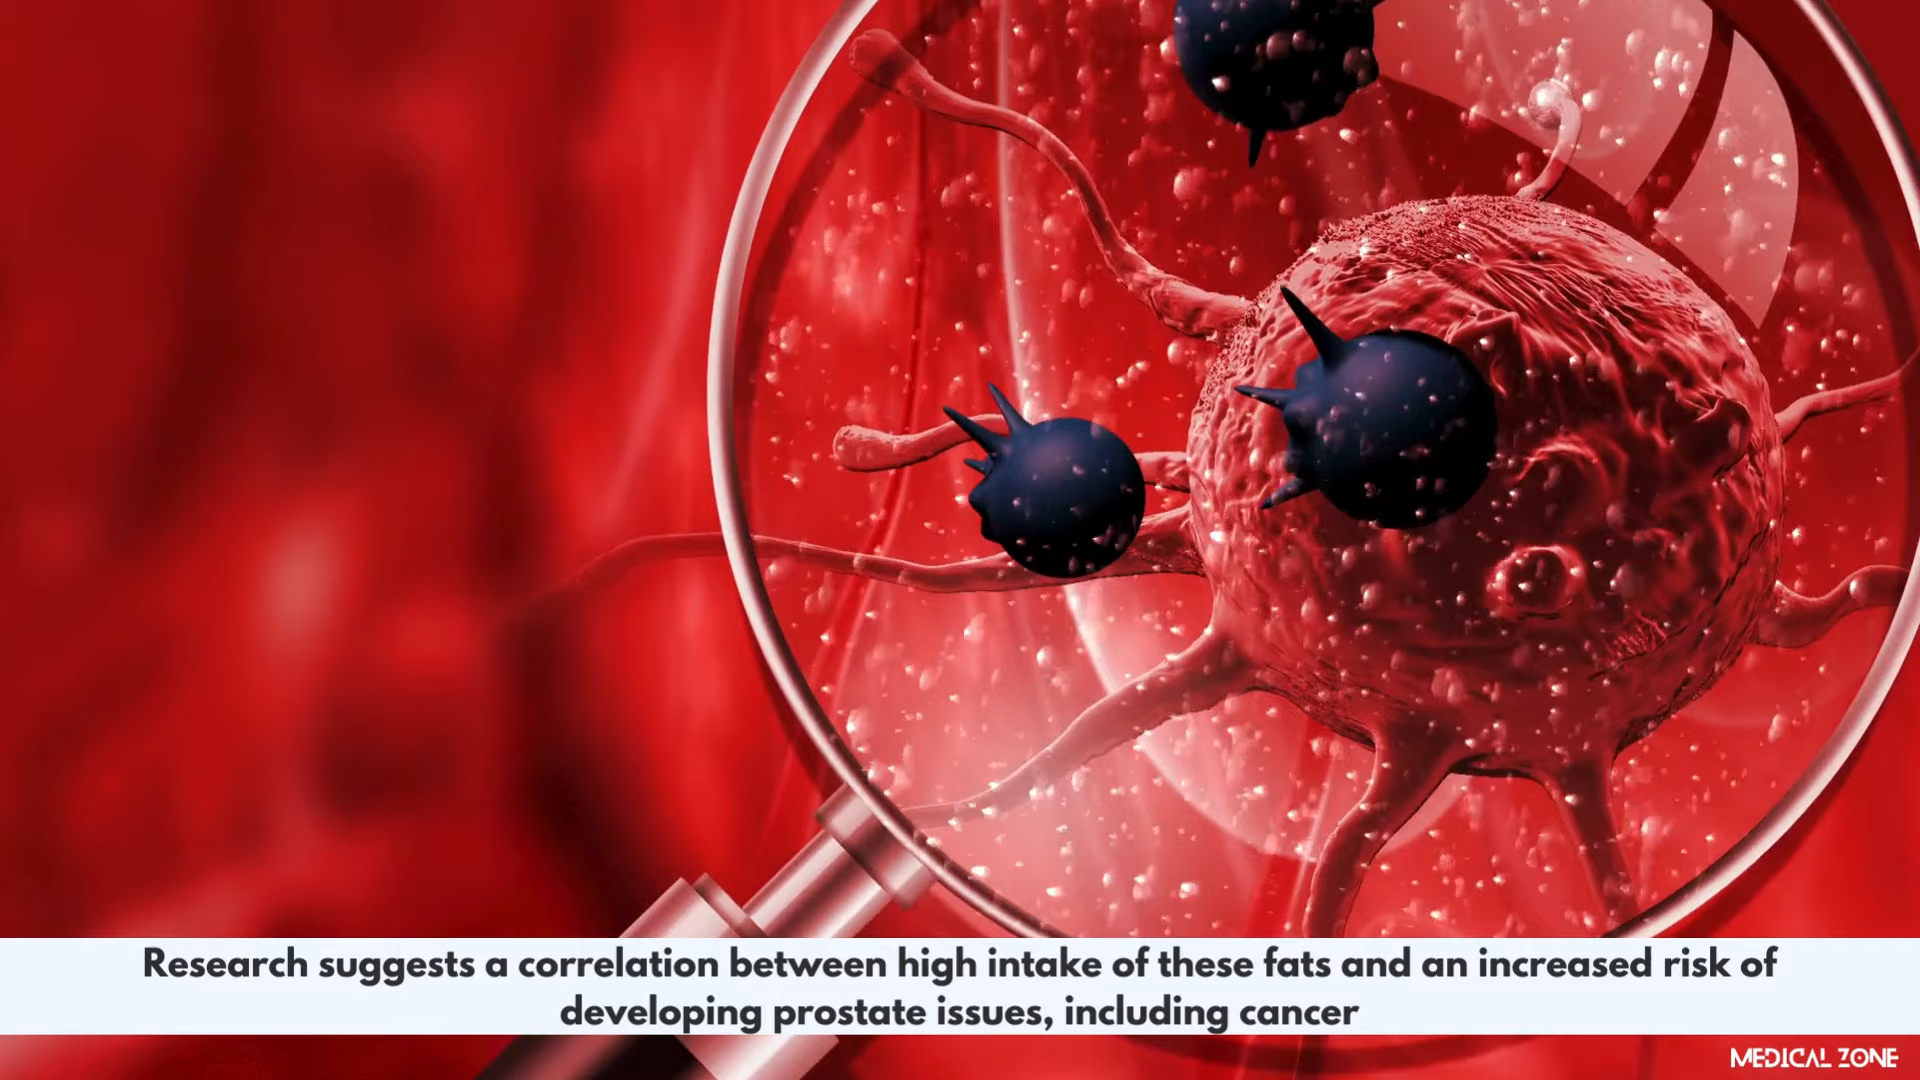 Research suggests a correlation between high intake of these fats and an increased risk of
developing prostate issues, including cancer
MEDICAL ZONE